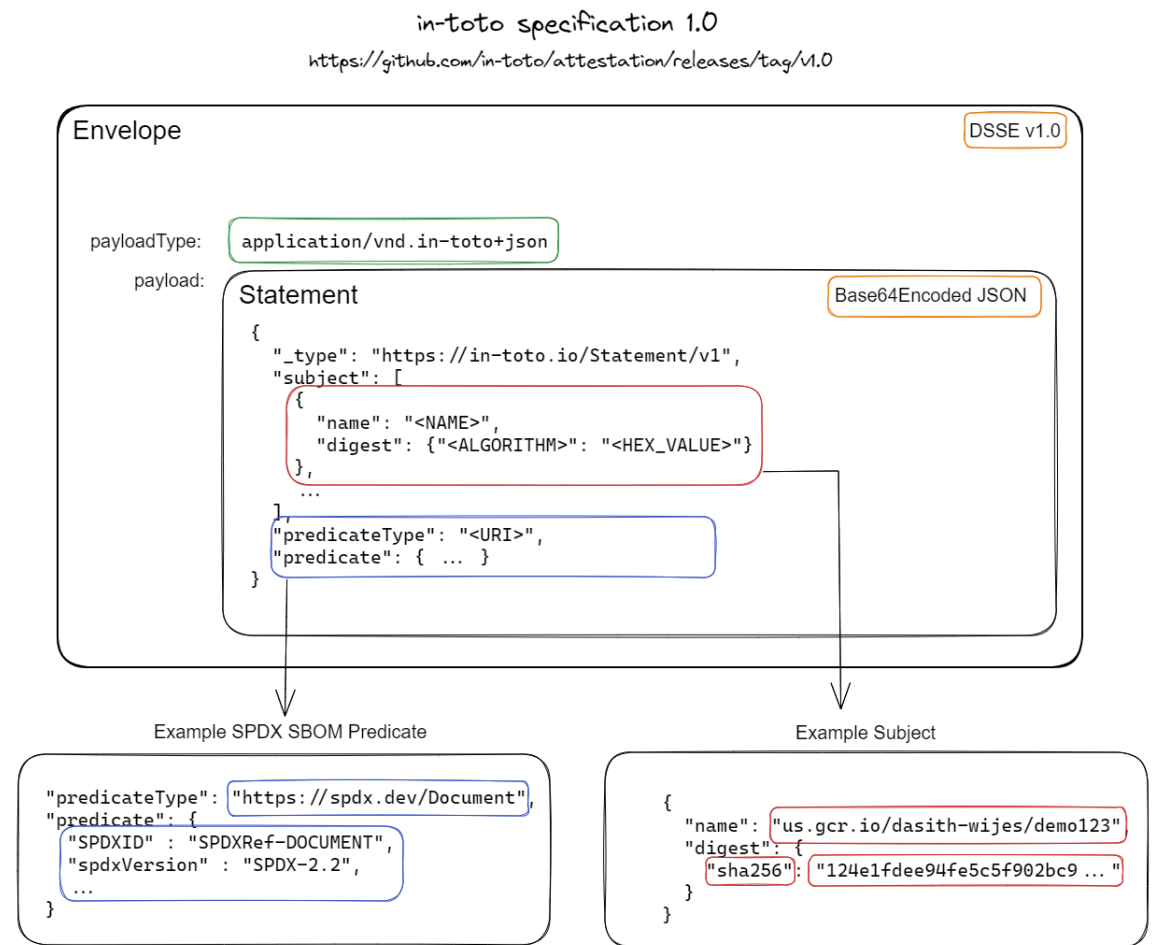 in-toto specification 1.0
https://github.com/in-toto/attestation/releases/tag/v1.0
Envelope
DSSE v1.0
payloadType:
application/vnd.in-toto+json
payload:
Statement
Base64Encoded JSON
{
"_type": "https://in-toto.io/Statement/v1",
"subject": [
{
"name": "<NAME>",
"digest": {"<ALGORITHM>": "<HEX_VALUE>"}
},
...
],
"predicateType": "<URI>",
"predicate": { ... }
}
Example SPDX SBOM Predicate
"predicateType": "https://spdx.dev/Document",
"predicate": {
"SPDXID" : "SPDXRef-DOCUMENT",
"spdxVersion" : "SPDX-2.2",
...
}
Example Subject
{
"name": "us.gcr.io/dasith-wijes/demo123",
"digest": {
"sha256": "124e1fdee94fe5c5f902bc9 ... "
}
}